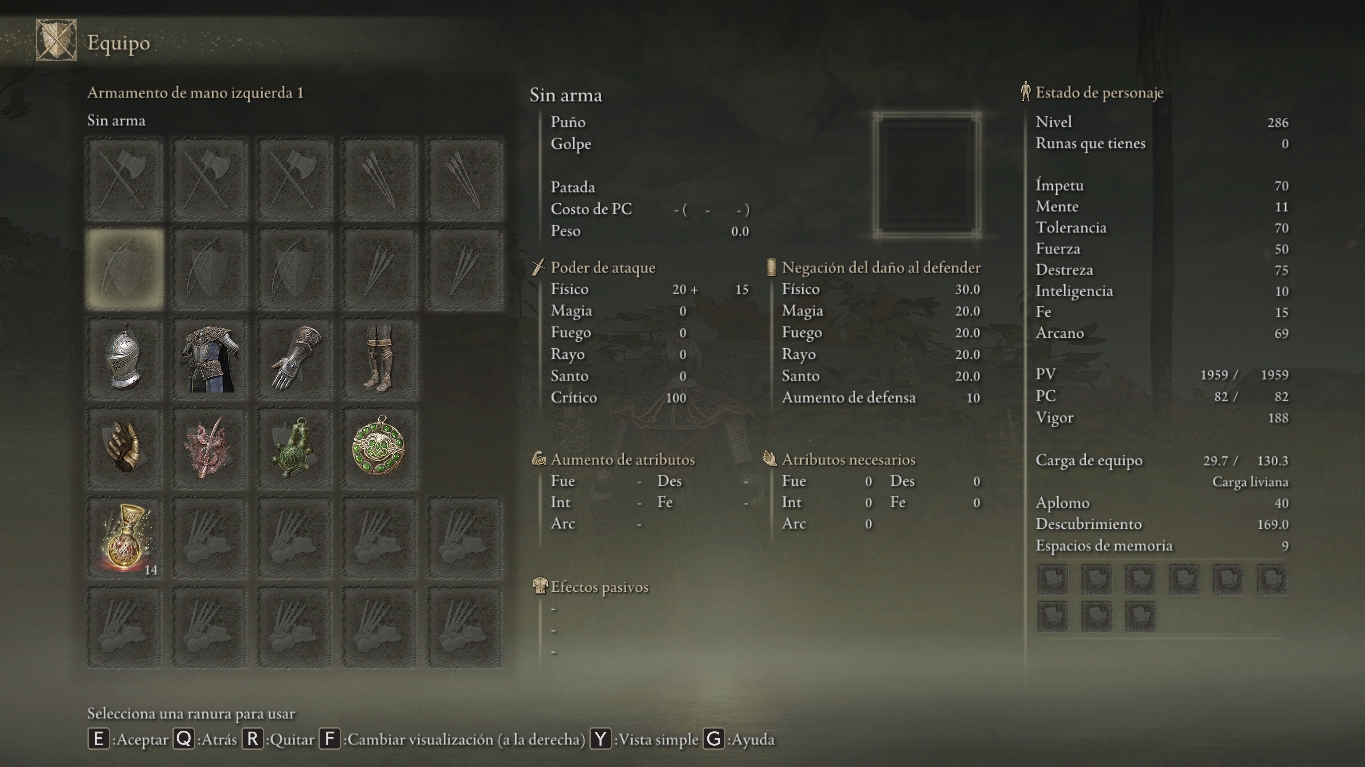 Equipo
Armamento de mano izquierda 1
Sin arma
14
Sin arma
Puño
Golpe
Patada
Costo de PC - ( - - )
Peso 0.0
Poder de ataque
Físico 20 + 15
Magia 0
Fuego 0
Rayo 0
Santo 0
Crítico 100
Negación del daño al defender
Físico 30.0
Magia 20.0
Fuego 20.0
Rayo 20.0
Santo 20.0
Aumento de defensa 10
Aumento de atributos
Fue - Des -
Int - Fe -
Arc -
Atributos necesarios
Fue 0 Des 0
Int 0 Fe 0
Arc 0
Efectos pasivos
-
-
-
Estado de personaje
Nivel 286
Runas que tienes 0
Ímpetu 70
Mente 11
Tolerancia 70
Fuerza 50
Destreza 75
Inteligencia 10
Fe 15
Arcano 69
PV 1959 / 1959
PC 82 / 82
Vigor 188
Carga de equipo 29.7 / 130.3
Carga liviana
Aplomo 40
Descubrimiento 169.0
Espacios de memoria 9
Selecciona una ranura para usar
E :Aceptar Q :Atrás R :Quitar F :Cambiar visualización (a la derecha) Y :Vista simple G :Ayuda